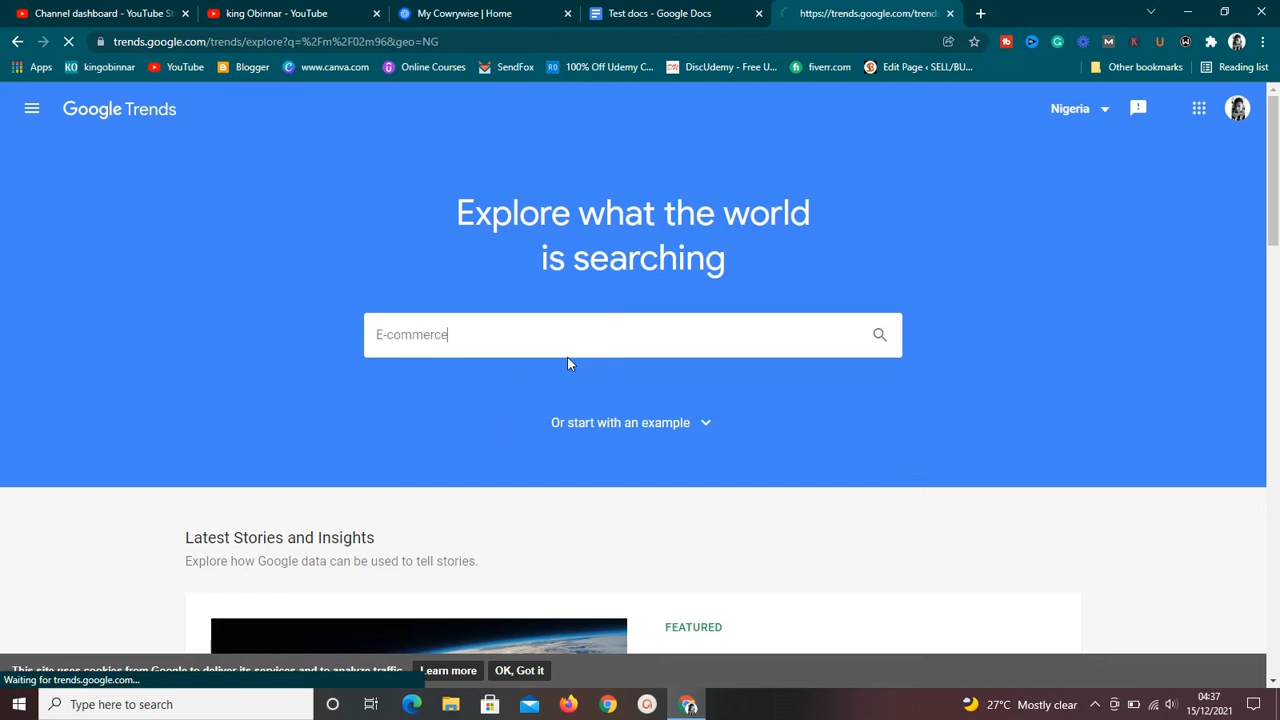 Channel dashboard - YouTube S
king Obinnar - YouTube
My Cowrywise | Home
Test docs - Google Docs
https://trends.google.com/trends
trends.google.com/trends/explore?q=%2Fm%2F02m96&geo=NG
Apps
kingobinnar
YouTube
Blogger
www.canva.com
Online Courses
SendFox
100% Off Udemy C...
DiscUdemy - Free U...
fiverr.com
Edit Page ‹ SELL/BU...
Other bookmarks
Reading list
Google Trends
Nigeria
Explore what the world
is searching
E-commerce
Or start with an example
Latest Stories and Insights
Explore how Google data can be used to tell stories.
FEATURED
This site uses cookies from Google to deliver its services and to analyze traffic.
Learn more
OK, Got it
Waiting for trends.google.com...
Type here to search
27°C Mostly clear
04:37
15/12/2021